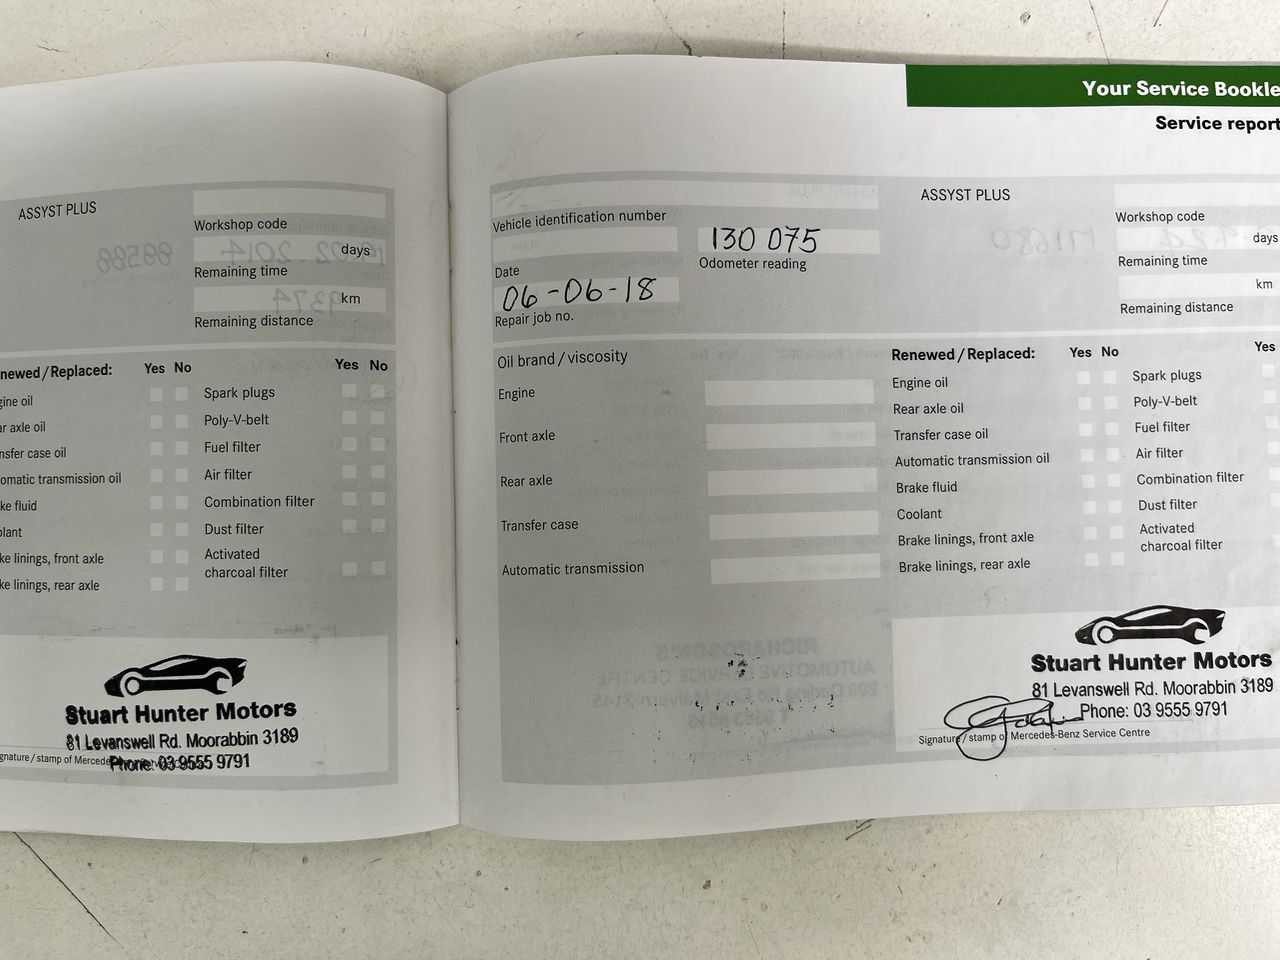 ASSYST PLUS
Workshop code
days
Remaining time
km
Remaining distance
newed / Replaced:
Yes No
Yes No
gine oil
Spark plugs
ar axle oil
Poly-V-belt
nsfer case oil
Fuel filter
omatic transmission oil
Air filter
ke fluid
Combination filter
lant
Dust filter
ke linings, front axle
Activated
charcoal filter
ke linings, rear axle
Stuart Hunter Motors
81 Levanswell Rd. Moorabbin 3189
Phone: 03 9555 9791
gnature / stamp of Mercede
Your Service Bookle
Service report
Vehicle identification number
ASSYST PLUS
Workshop code
130 075
days
Date
Odometer reading
Remaining time
06-06-18
km
Repair job no.
Remaining distance
Oil brand / viscosity
Engine
Front axle
Rear axle
Transfer case
Automatic transmission
Renewed / Replaced:
Yes No
Yes
Engine oil
Spark plugs
Rear axle oil
Poly-V-belt
Transfer case oil
Fuel filter
Automatic transmission oil
Air filter
Brake fluid
Combination filter
Coolant
Dust filter
Brake linings, front axle
Activated
charcoal filter
Brake linings, rear axle
Stuart Hunter Motors
81 Levanswell Rd. Moorabbin 3189
Phone: 03 9555 9791
Signature / stamp of Mercedes-Benz Service Centre